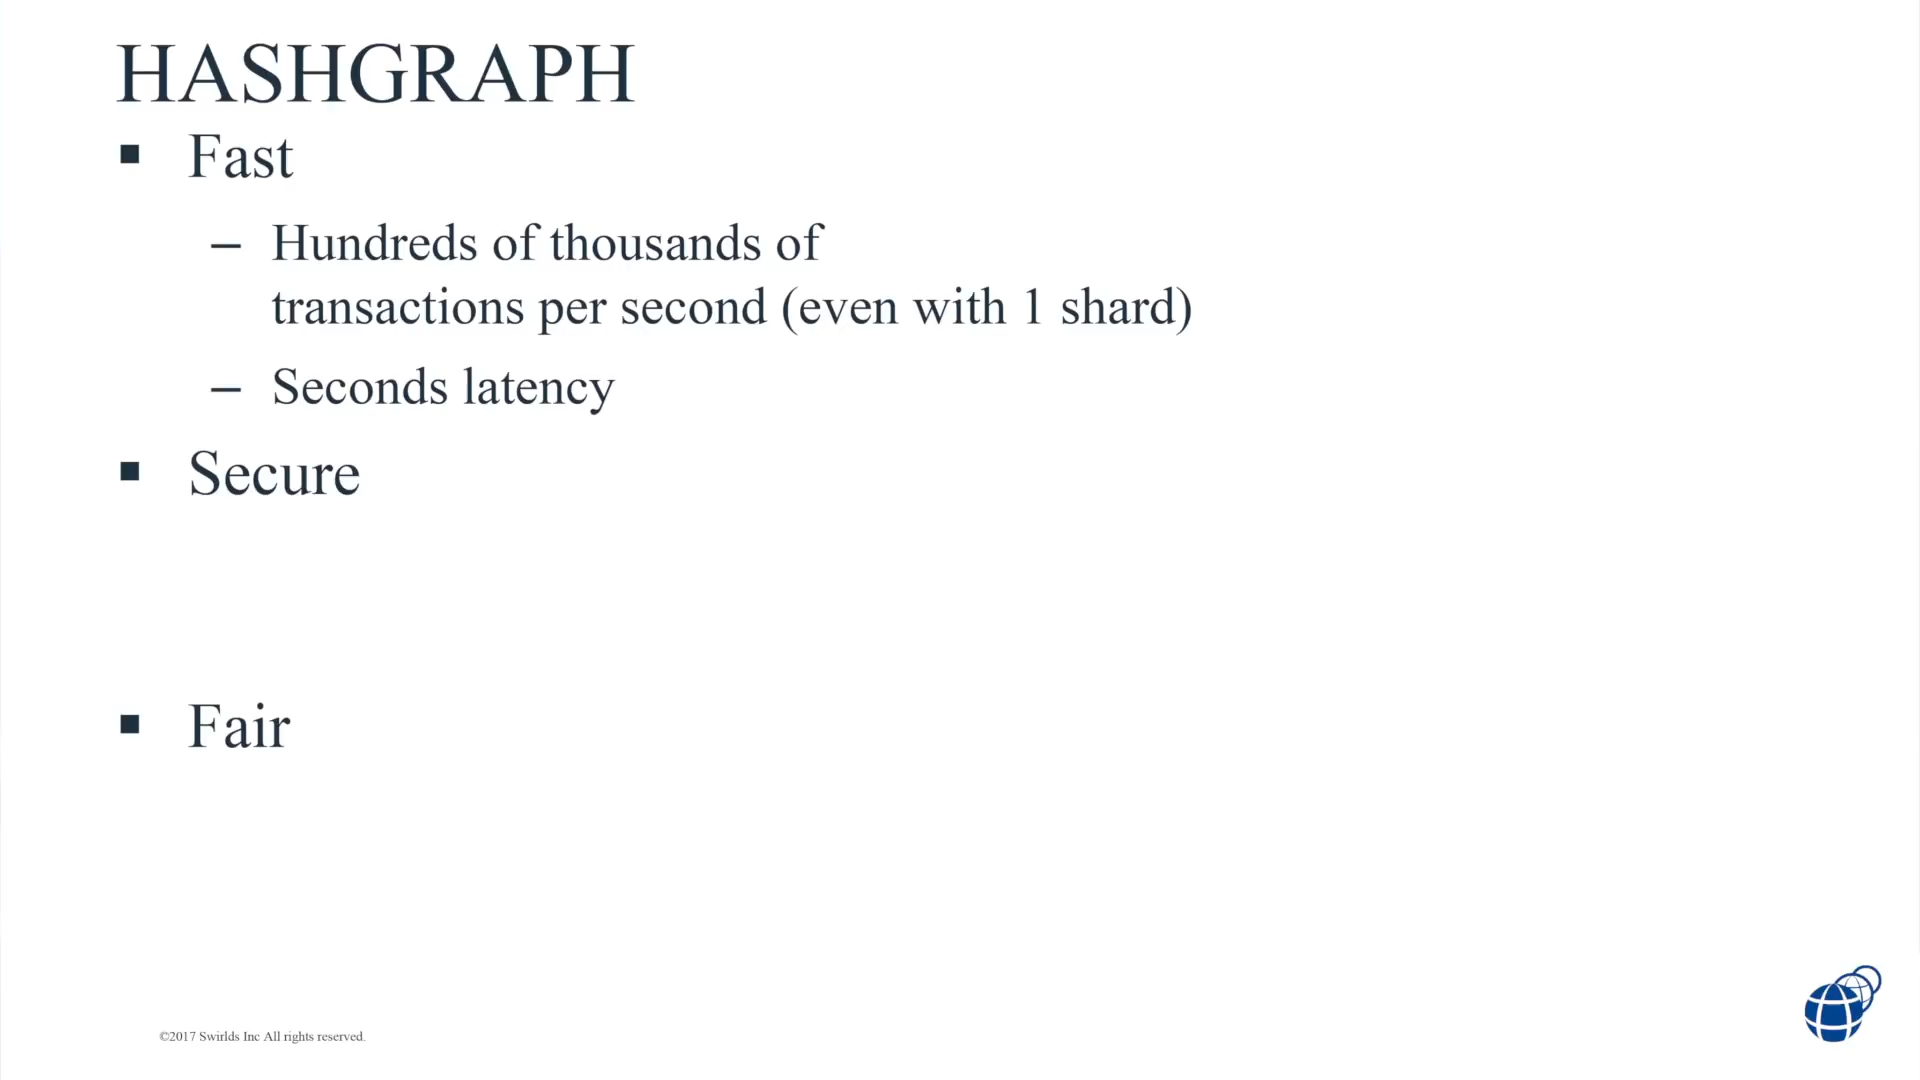 HASHGRAPH
▪ Fast
– Hundreds of thousands of
transactions per second (even with 1 shard)
– Seconds latency
▪ Secure
▪ Fair
©2017 Swirlds Inc All rights reserved.